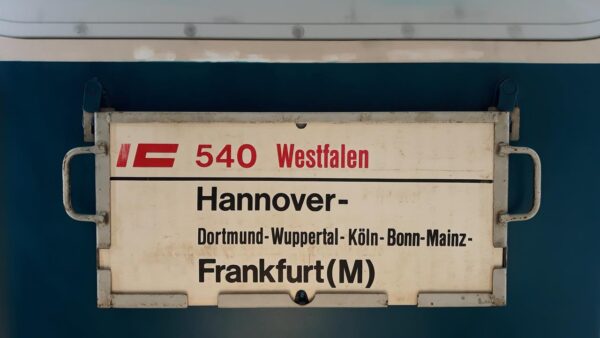 IC 540 Westfalen
Hannover-
Dortmund-Wuppertal-Köln-Bonn-Mainz-
Frankfurt(M)